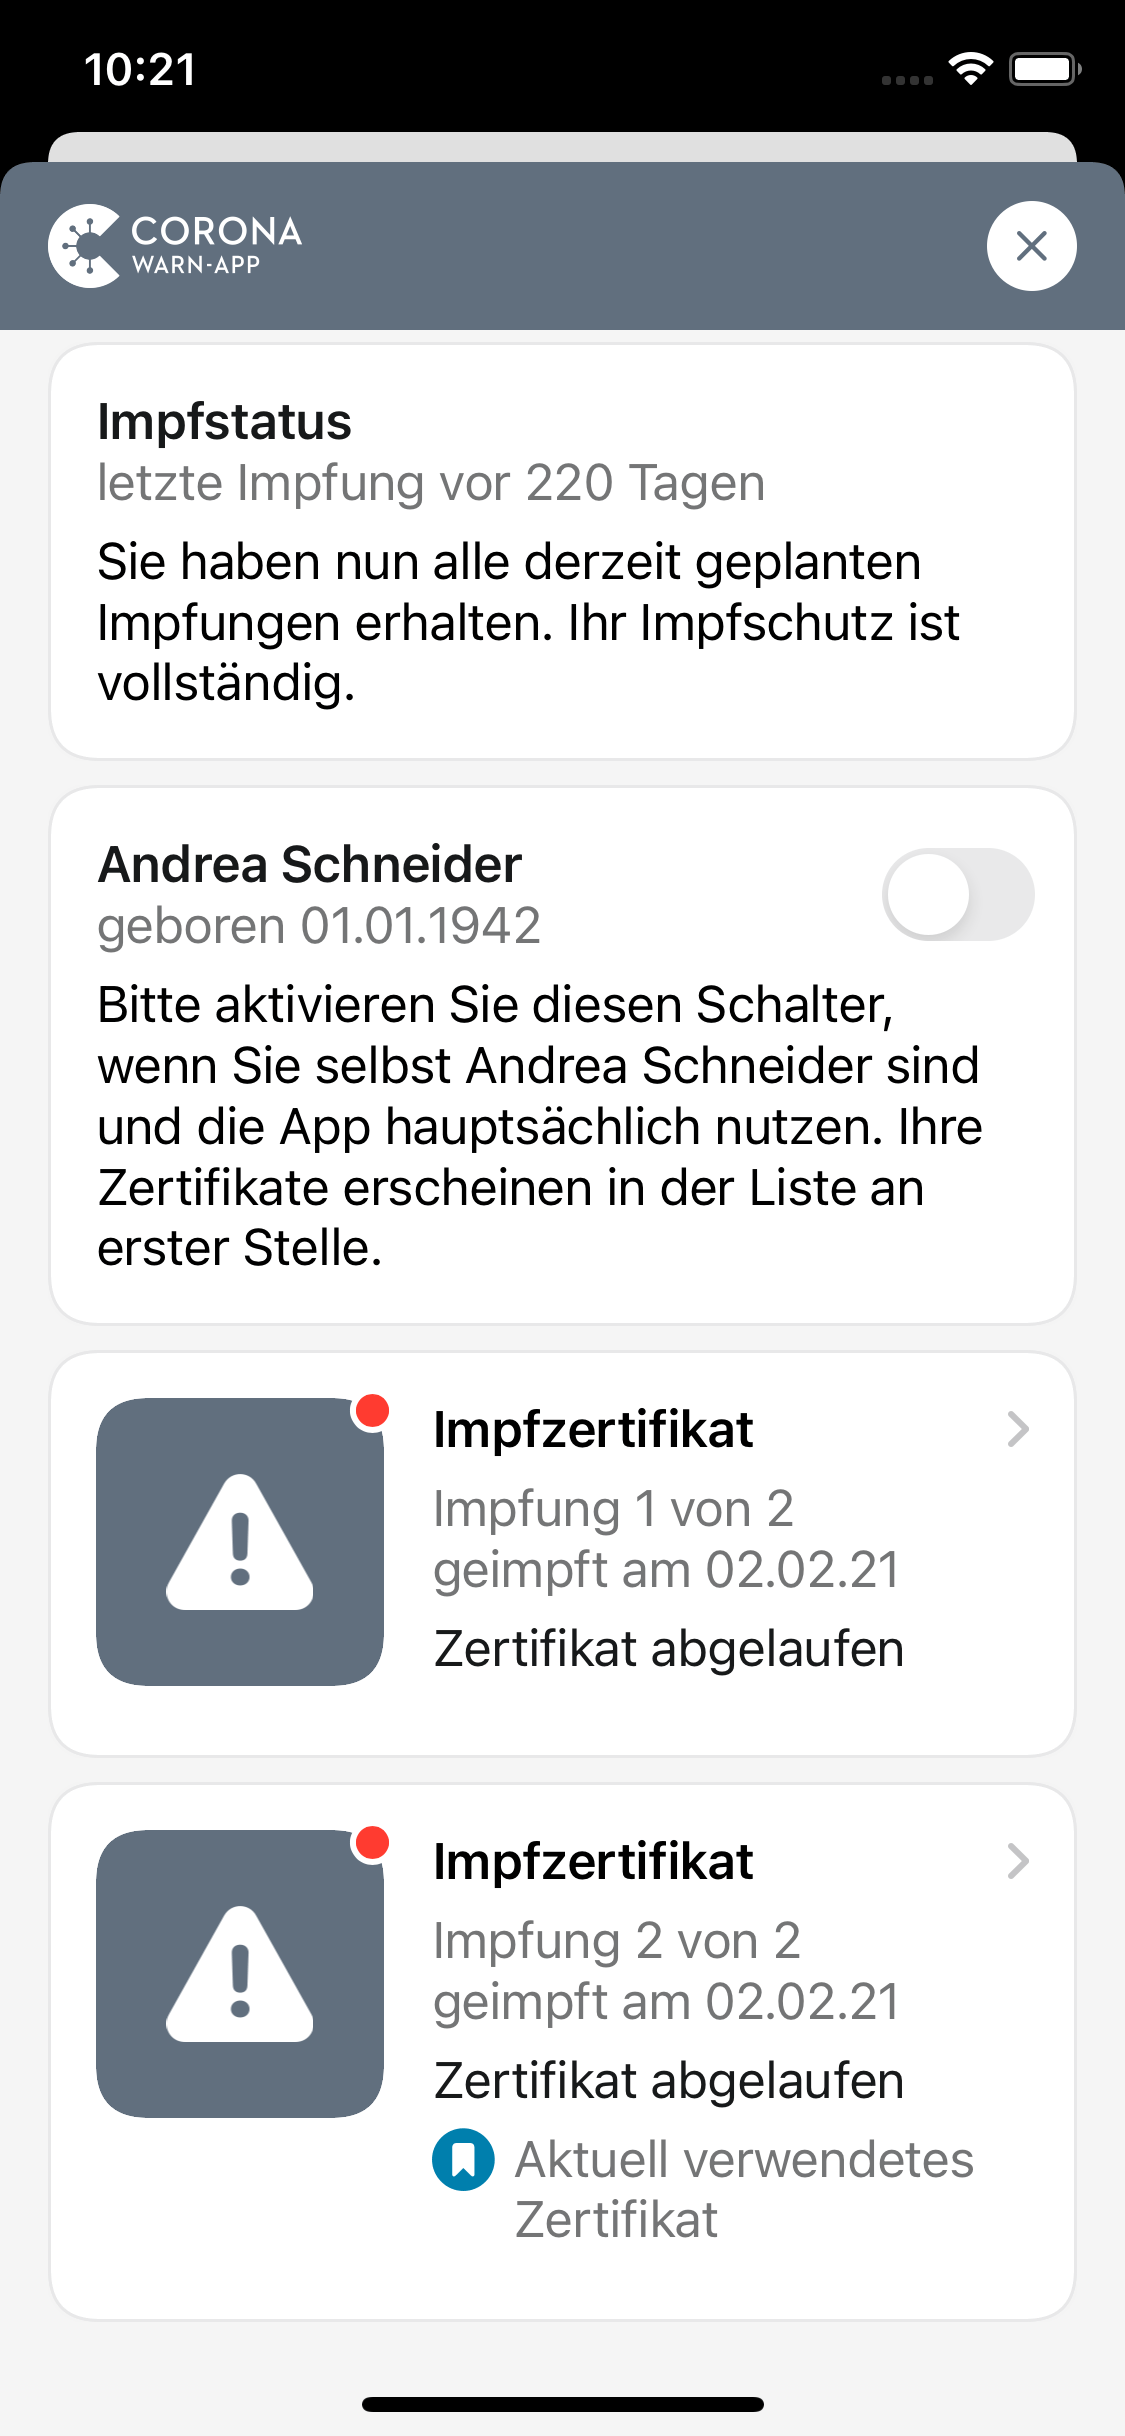 10:21
CORONA
WARN-APP
Impfstatus
letzte Impfung vor 220 Tagen
Sie haben nun alle derzeit geplanten
Impfungen erhalten. Ihr Impfschutz ist
vollständig.
Andrea Schneider
geboren 01.01.1942
Bitte aktivieren Sie diesen Schalter,
wenn Sie selbst Andrea Schneider sind
und die App hauptsächlich nutzen. Ihre
Zertifikate erscheinen in der Liste an
erster Stelle.
Impfzertifikat
Impfung 1 von 2
geimpft am 02.02.21
Zertifikat abgelaufen
Impfzertifikat
Impfung 2 von 2
geimpft am 02.02.21
Zertifikat abgelaufen
Aktuell verwendetes
Zertifikat